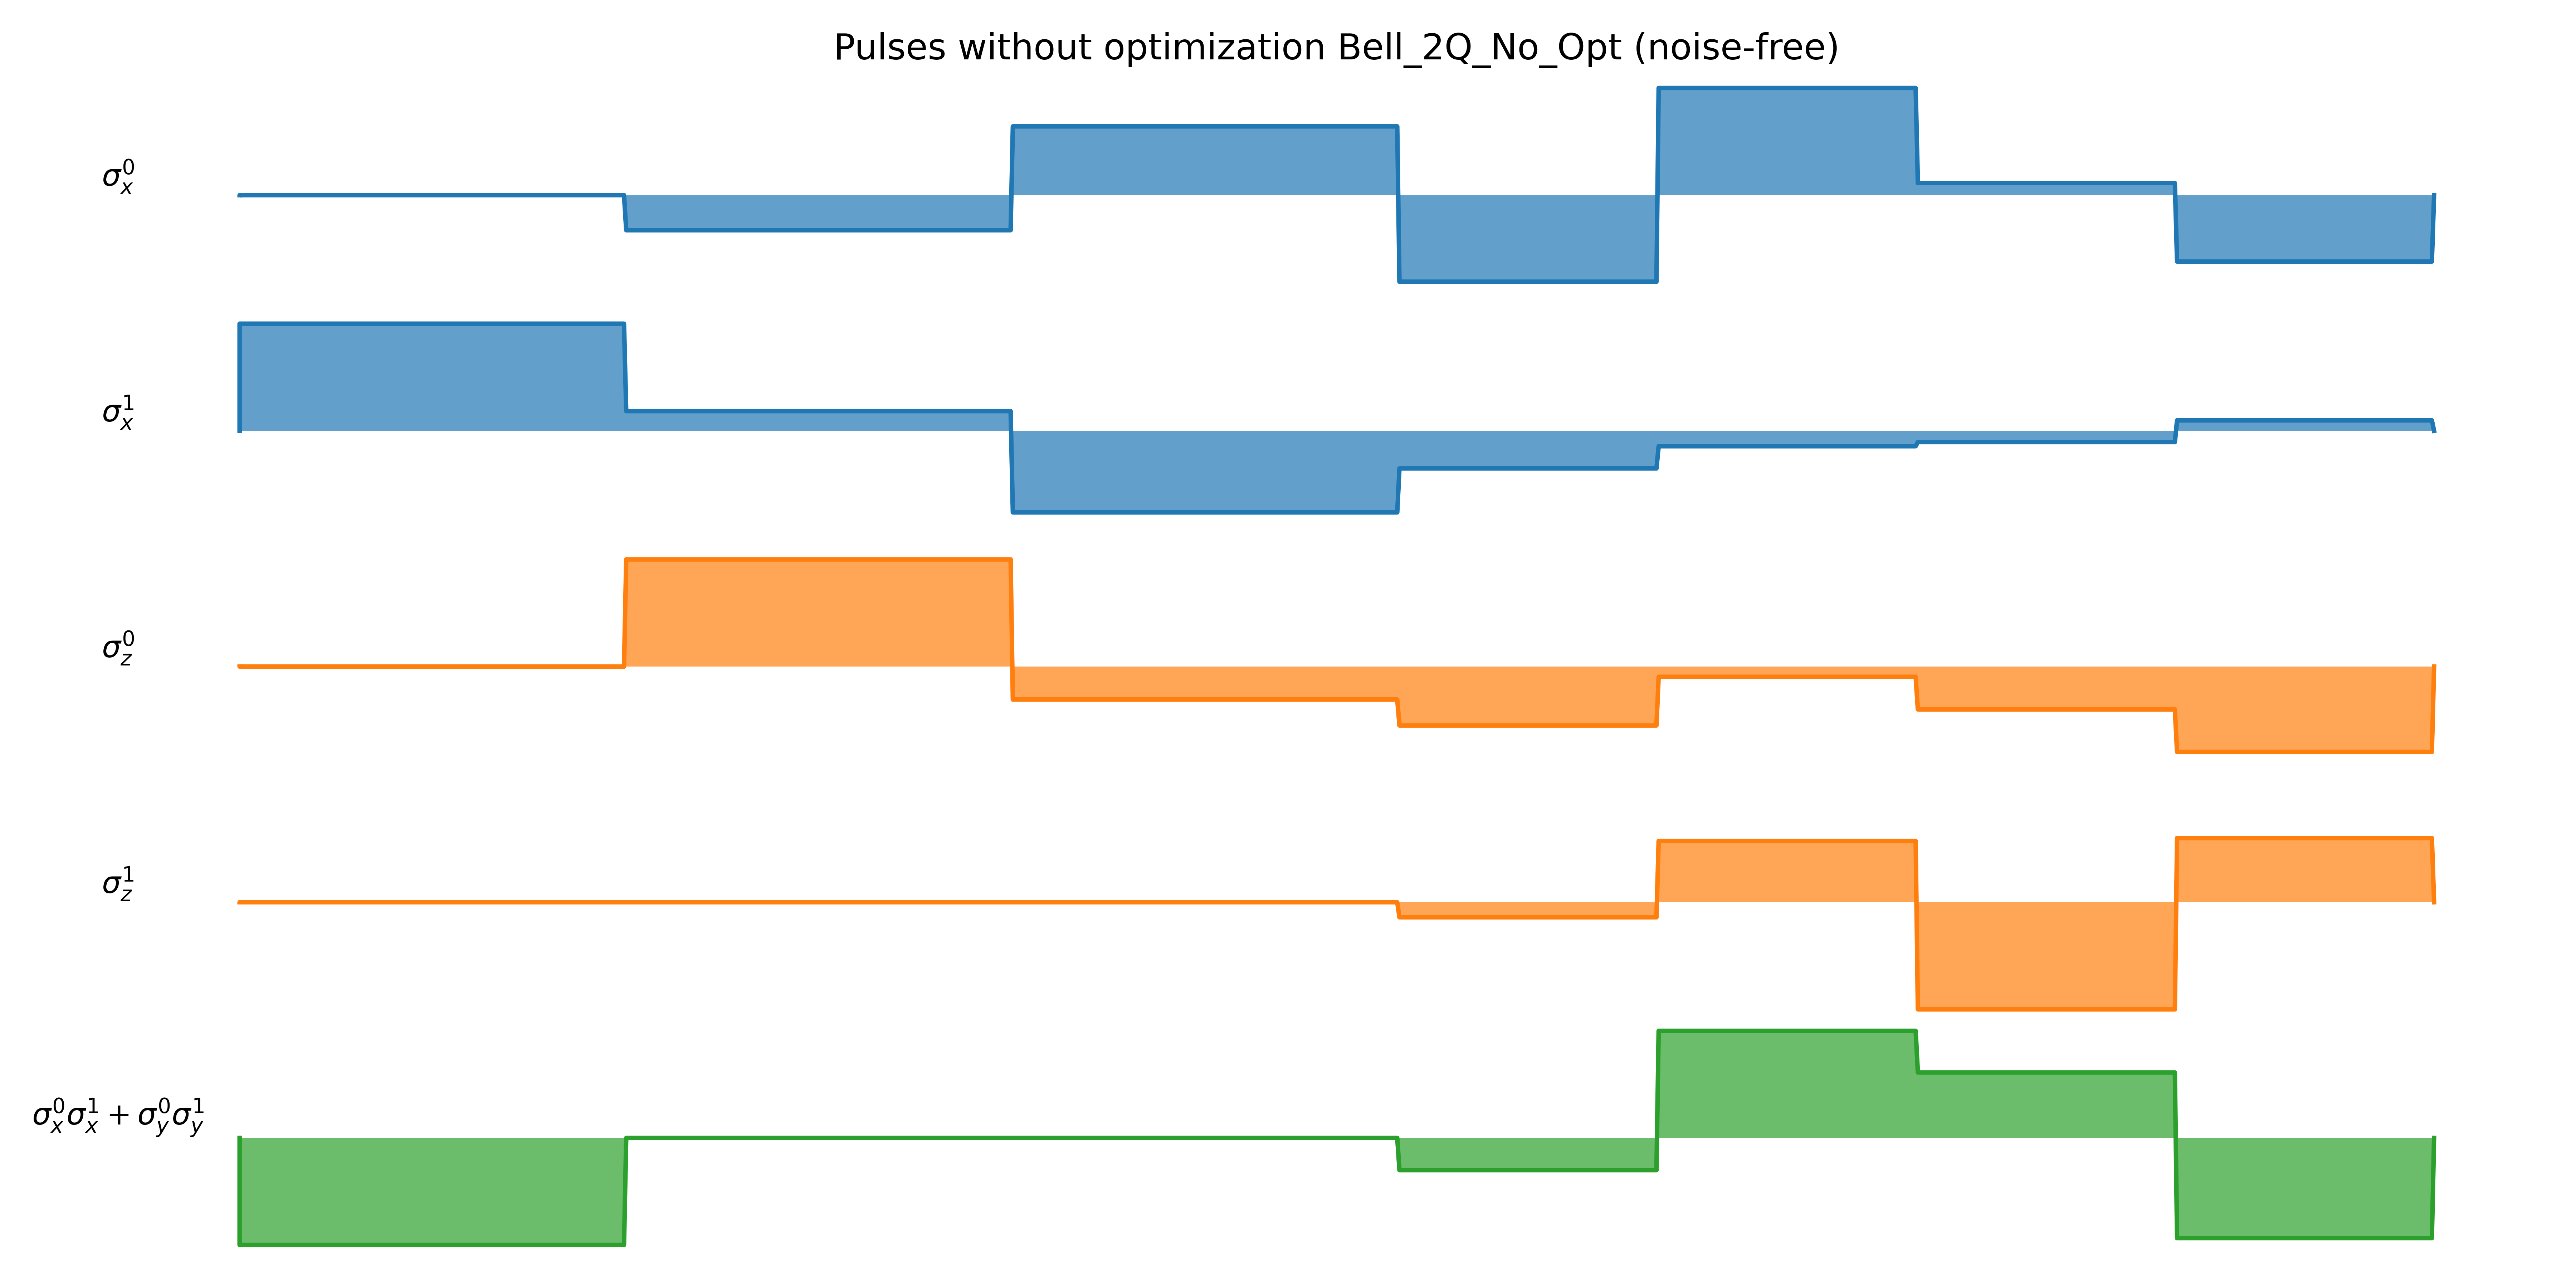 Pulses without optimization Bell_2Q_No_Opt (noise-free)
σ_x^0
σ_x^1
σ_z^0
σ_z^1
σ_x^0σ_x^1 + σ_y^0σ_y^1